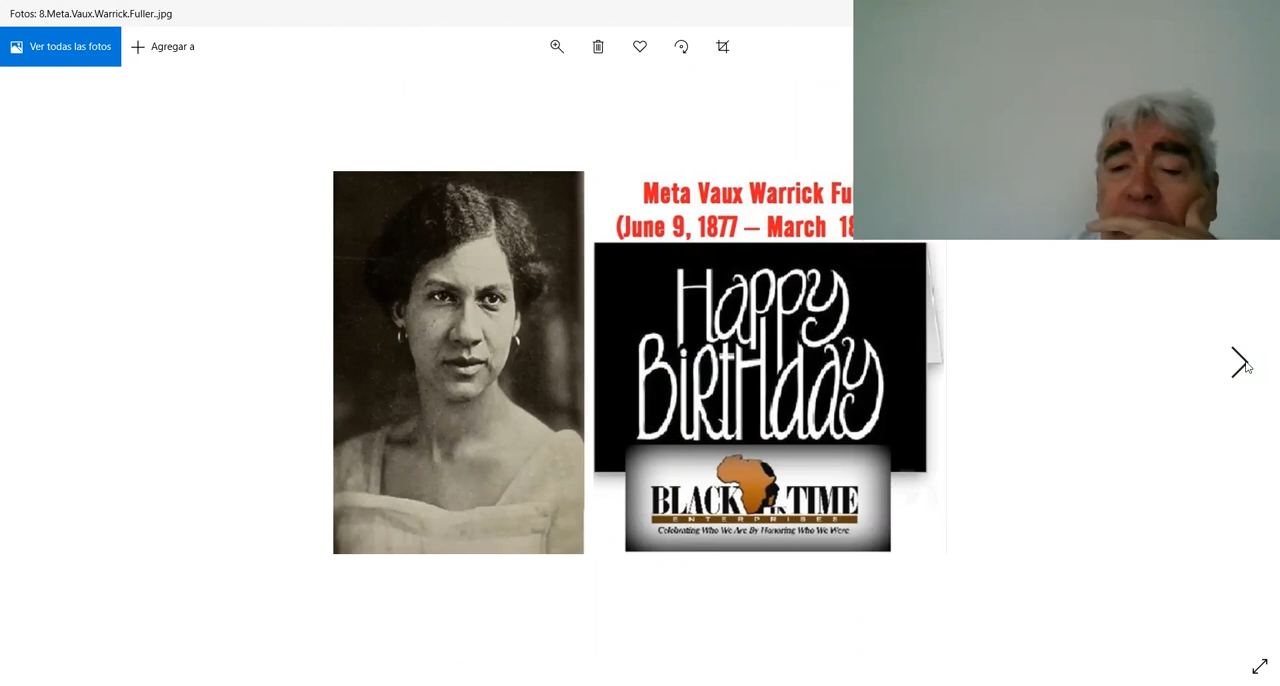 Fotos: 8.Meta.Vaux.Warrick.Fuller..jpg
Ver todas las fotos
Agregar a
Meta Vaux Warrick Fu
(June 9, 1877 – March 18
Happy
Birthday
BLACK IN TIME
ENTERPRISES
Celebrating Who We Are By Honoring Who We Were